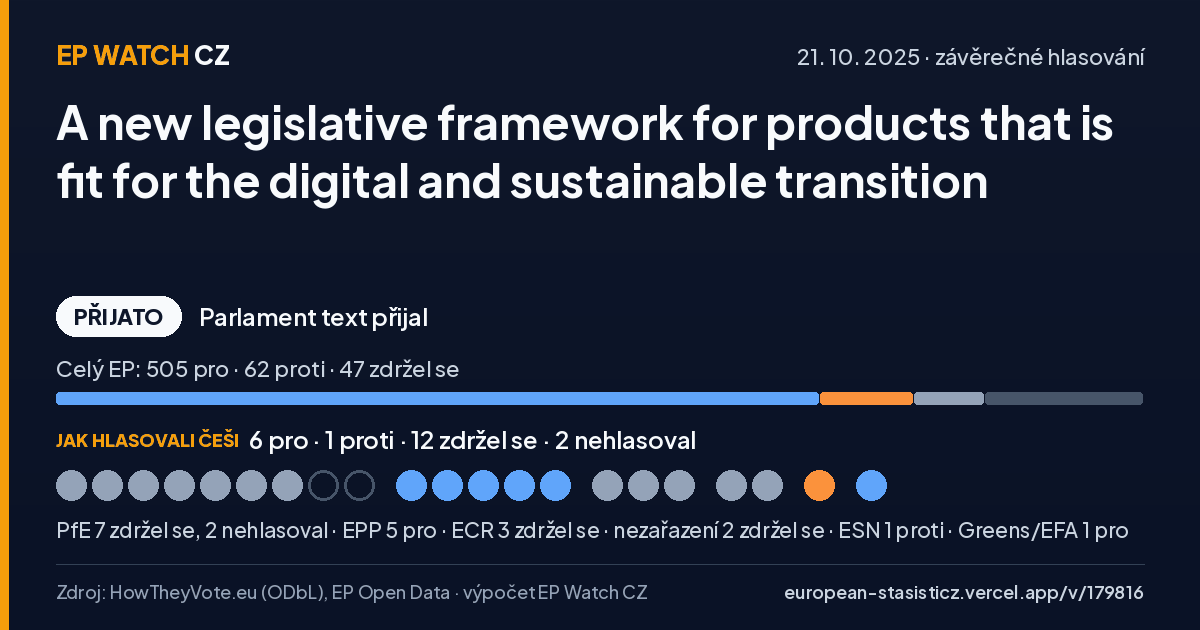 EP WATCH CZ
21. 10. 2025 · závěrečné hlasování
A new legislative framework for products that is
fit for the digital and sustainable transition
PŘIJATO Parlament text přijal
Celý EP: 505 pro · 62 proti · 47 zdržel se
JAK HLASOVALI ČEŠI 6 pro · 1 proti · 12 zdržel se · 2 nehlasoval
PfE 7 zdržel se, 2 nehlasoval · EPP 5 pro · ECR 3 zdržel se · nezařazení 2 zdržel se · ESN 1 proti · Greens/EFA 1 pro
Zdroj: HowTheyVote.eu (ODbL), EP Open Data · výpočet EP Watch CZ
european-stasisticz.vercel.app/v/179816